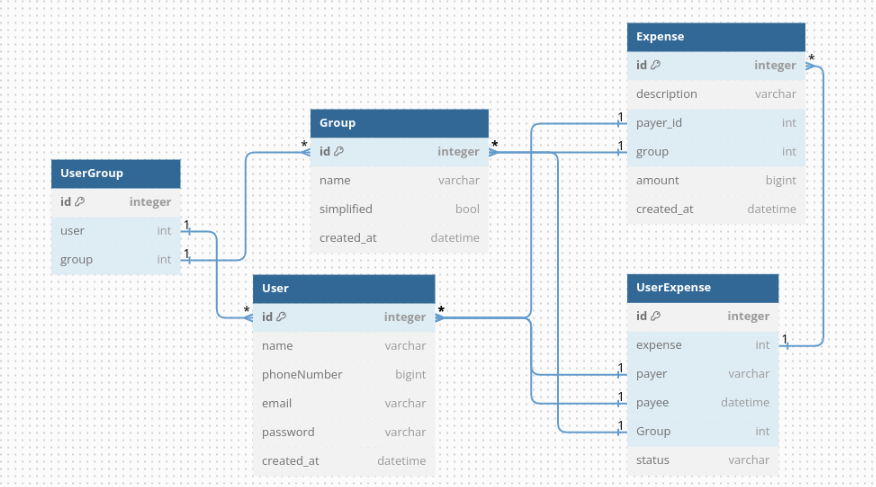 Expense
id integer
description varchar
payer_id int
group int
amount bigint
created_at datetime
Group
id integer
name varchar
simplified bool
created_at datetime
UserGroup
id integer
user int
group int
User
id integer
name varchar
phoneNumber bigint
email varchar
password varchar
created_at datetime
UserExpense
id integer
expense int
payer varchar
payee datetime
Group int
status varchar
*
1
1
*
*
1
1
*
*
1
1
1
1